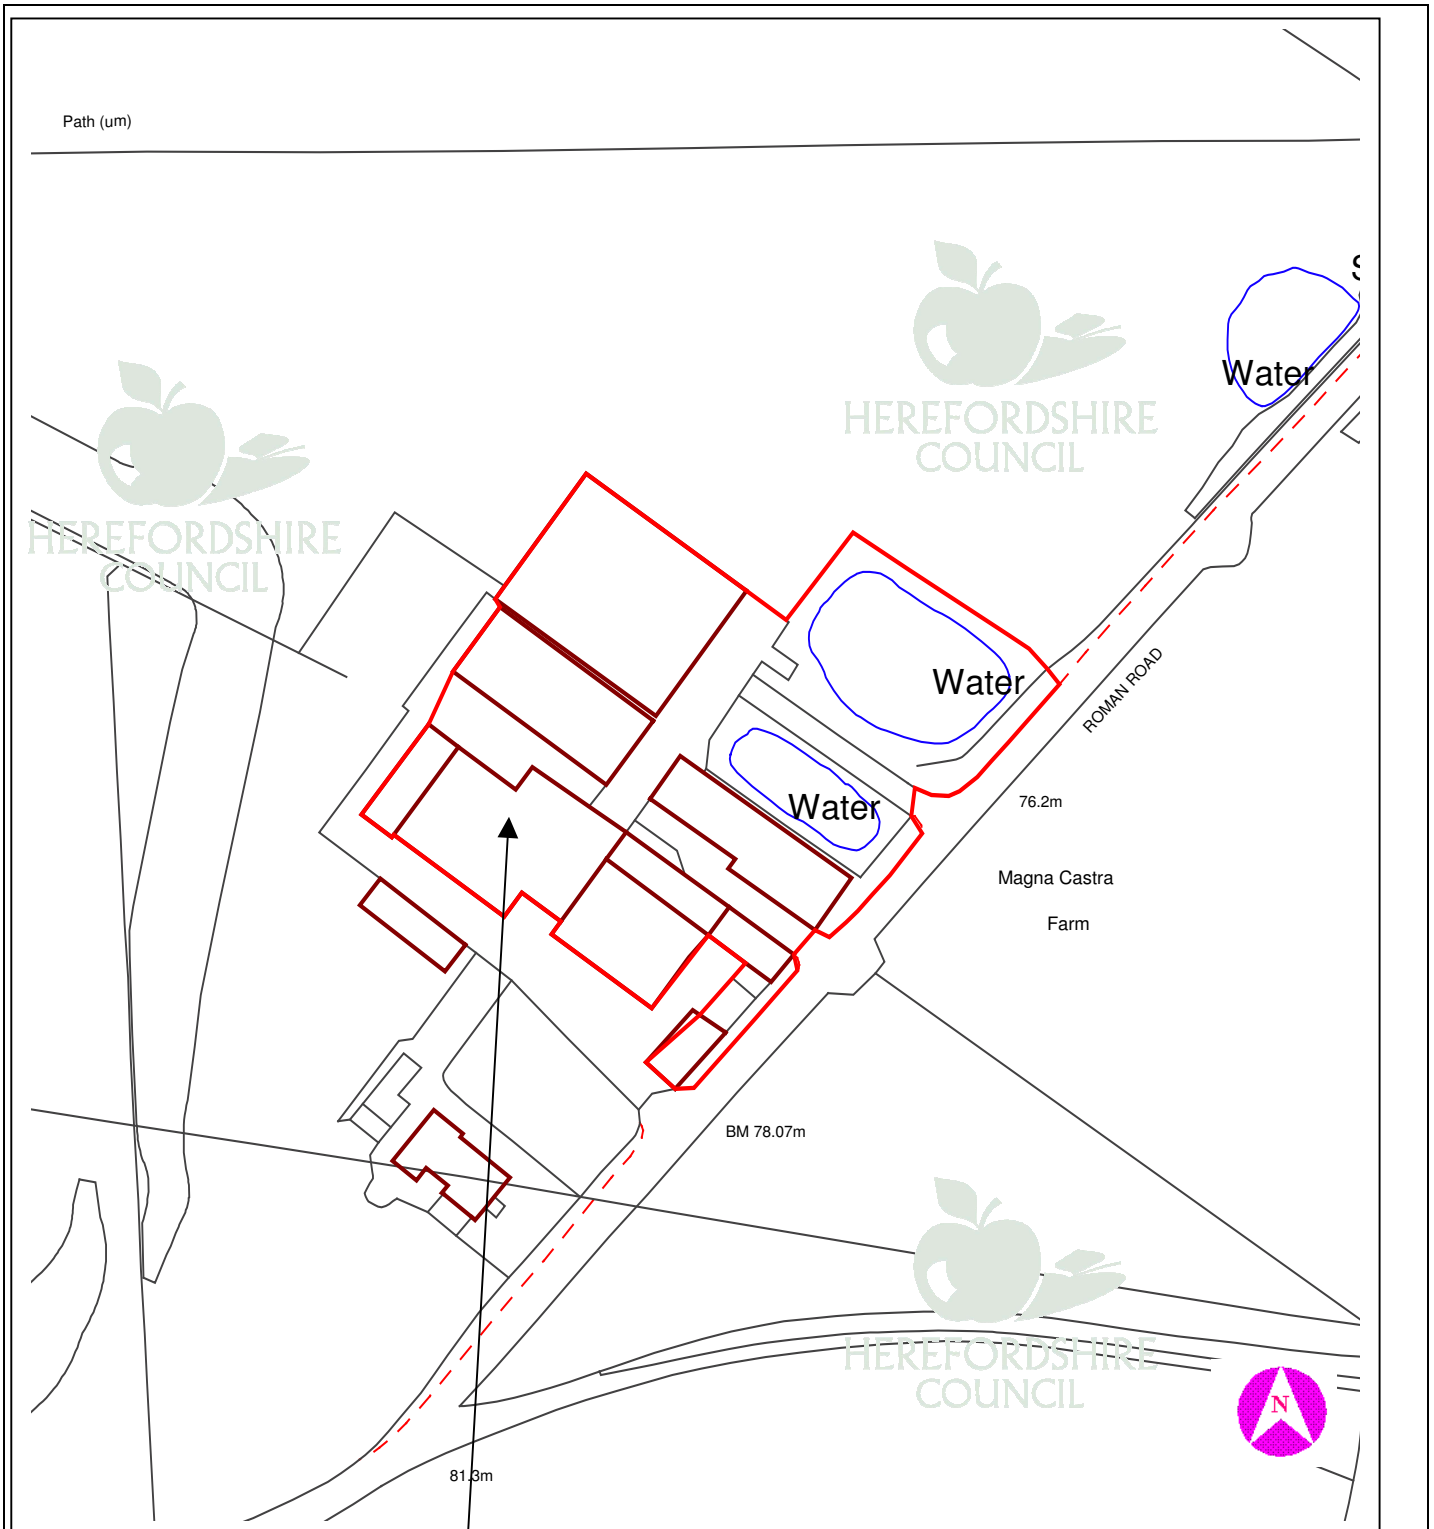 Path (um)
HEREFORDSHIRE
COUNCIL
Water
HEREFORDSHIRE
COUNCIL
Water
ROMAN ROAD
Water
76.2m
Magna Castra
Farm
BM 78.07m
HEREFORDSHIRE
COUNCIL
N
81.3m